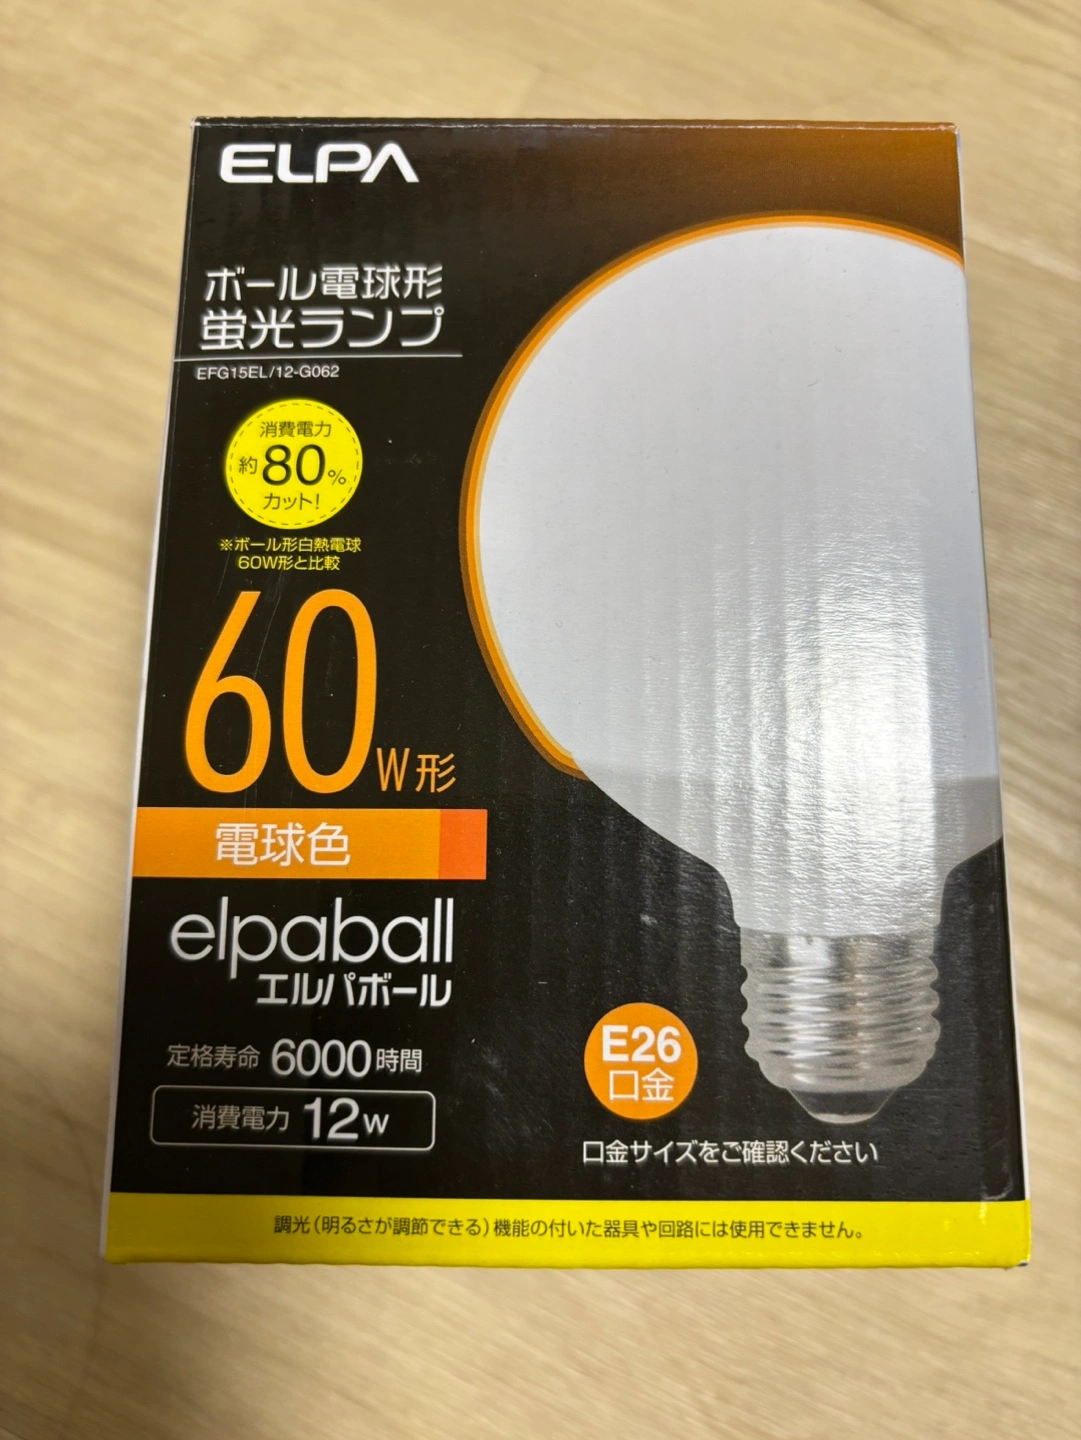 ELPA
ボール電球形
蛍光ランプ
EFG15EL/12-G062
消費電力
約80%
カット!
※ボール形白熱電球
60W形と比較
60W形
電球色
elpaball
エルパボール
定格寿命 6000時間
消費電力 12W
E26
口金
口金サイズをご確認ください
調光(明るさが調節できる)機能の付いた器具や回路には使用できません。